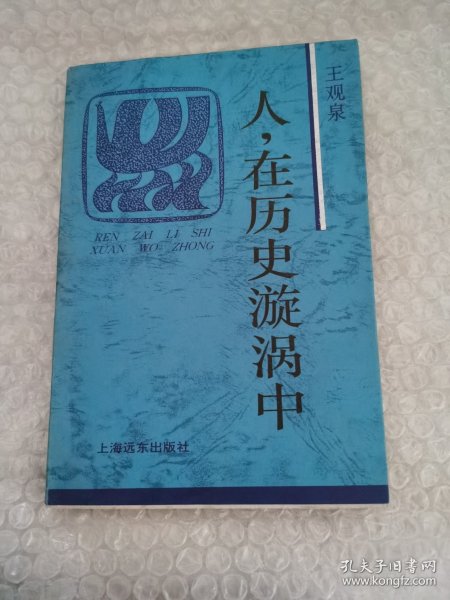 王观泉
人，在历史漩涡中
REN ZAI LI SHI
XUAN WO ZHONG
上海远东出版社
孔夫子旧书网
www.kongfz.com